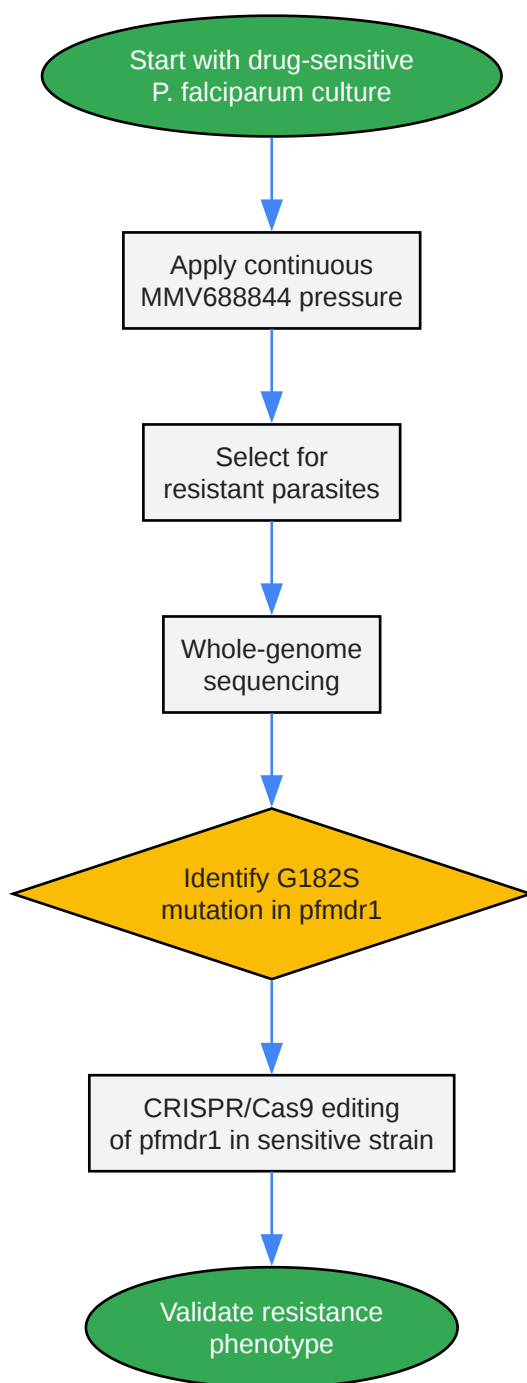 Start with drug-sensitive
P. falciparum culture
Apply continuous
MMV688844 pressure
Select for
resistant parasites
Whole-genome
sequencing
Identify G182S
mutation in pfmdr1
CRISPR/Cas9 editing
of pfmdr1 in sensitive strain
Validate resistance
phenotype